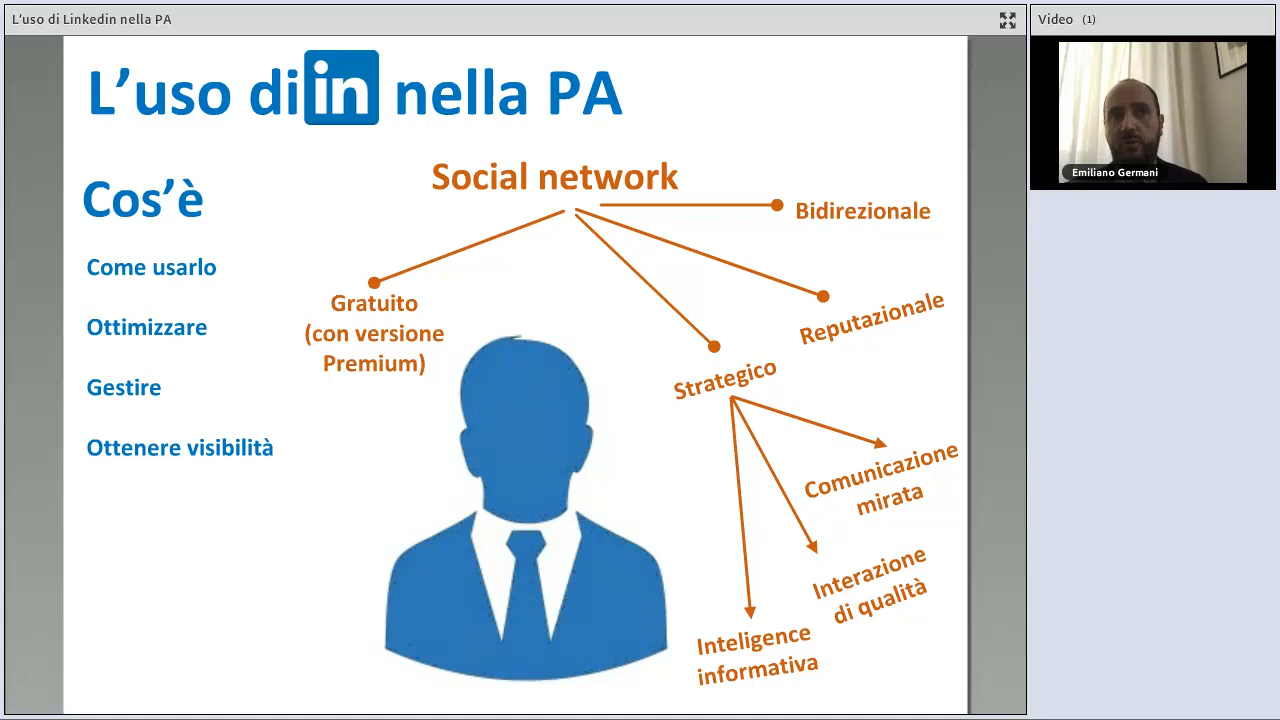 L'uso di Linkedin nella PA
Video (1)
L'uso di in nella PA
Emiliano Germani
Cos'è
Come usarlo
Ottimizzare
Gestire
Ottenere visibilità
Social network
Bidirezionale
Gratuito
(con versione
Premium)
Reputazionale
Strategico
Comunicazione
mirata
Interazione
di qualità
Inteligence
informativa